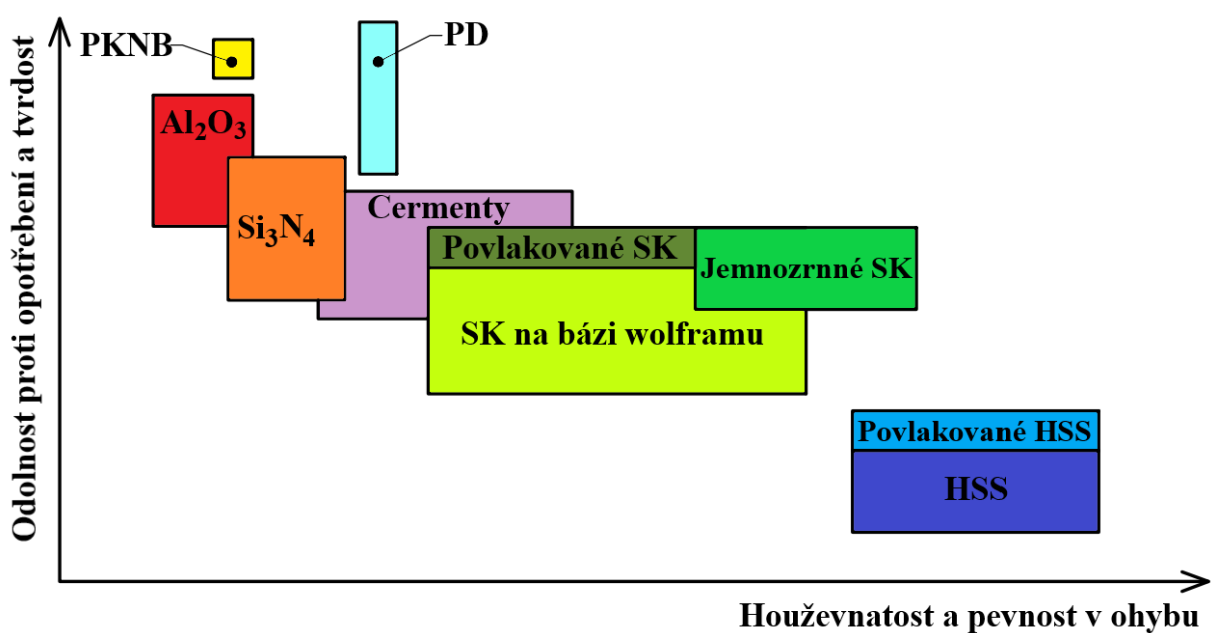 PKNB
PD
Al₂O₃
Si₃N₄
Cermenty
Povlakované SK
Jemnozrnné SK
SK na bázi wolframu
Povlakované HSS
HSS
Odolnost proti opotřebení a tvrdost
Houževnatost a pevnost v ohybu